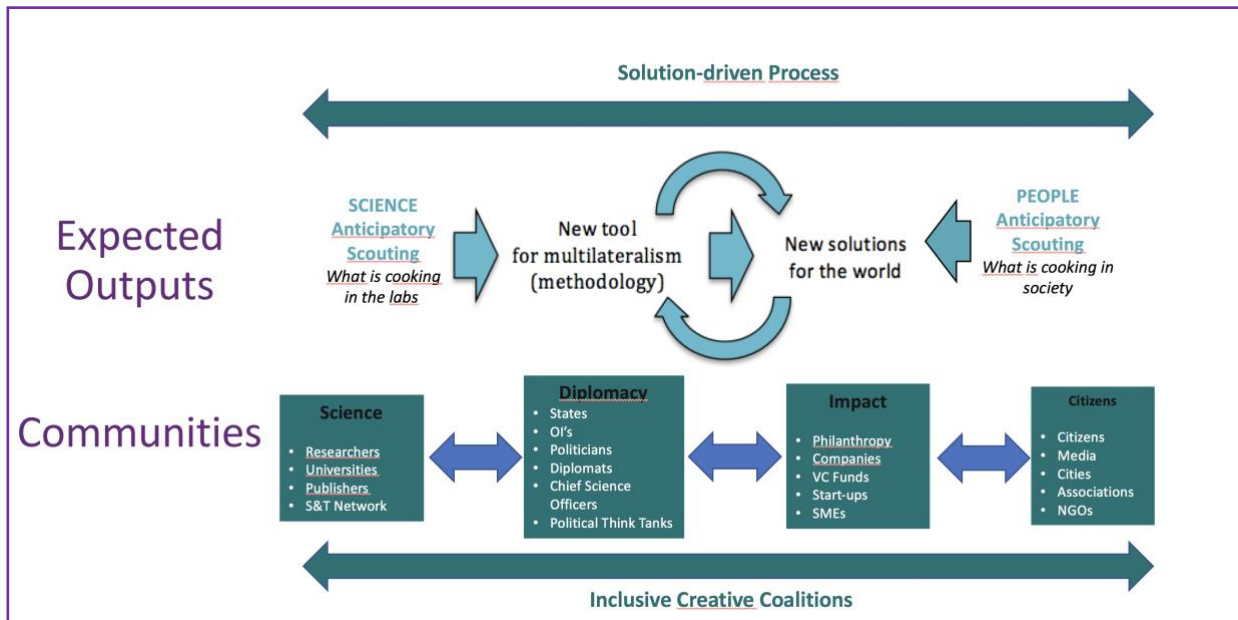 Solution-driven Process
Expected
Outputs
SCIENCE
Anticipatory
Scouting
What is cooking
in the labs
New tool
for multilateralism
(methodology)
New solutions
for the world
PEOPLE
Anticipatory
Scouting
What is cooking in
society
Communities
Science
• Researchers
• Universities
• Publishers
• S&T Network
Diplomacy
• States
• OI's
• Politicians
• Diplomats
• Chief Science
Officers
• Political Think Tanks
Impact
• Philanthropy
• Companies
• VC Funds
• Start-ups
• SMEs
Citizens
• Citizens
• Media
• Cities
• Associations
• NGOs
Inclusive Creative Coalitions